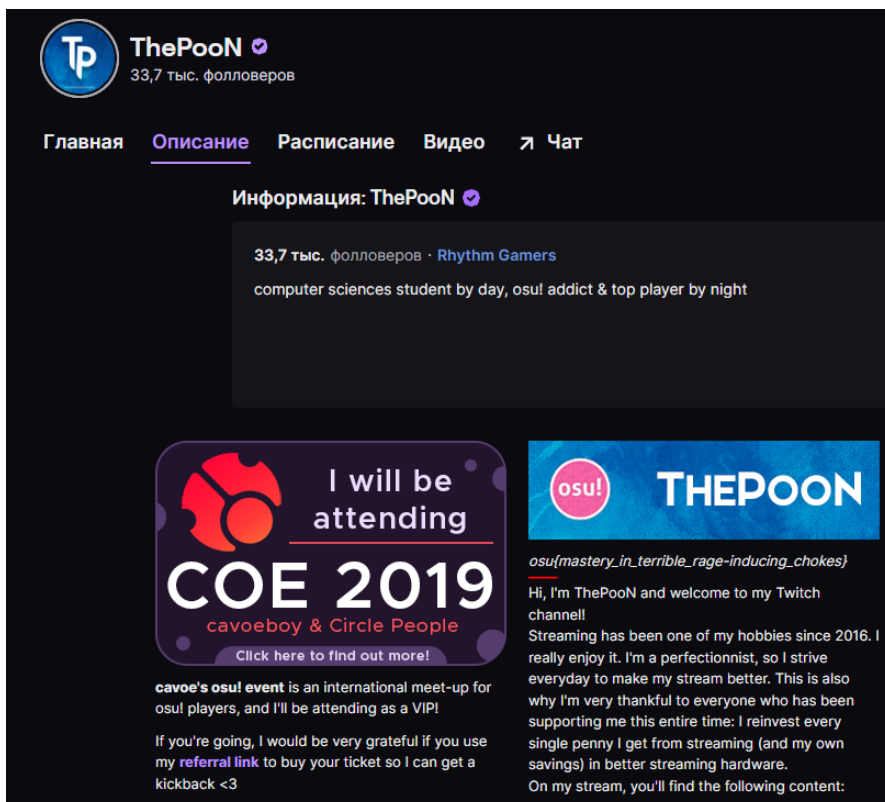 TP
ThePooN
33,7 тыс. фолловеров
Главная Описание Расписание Видео Чат
Информация: ThePooN
33,7 тыс. фолловеров · Rhythm Gamers
computer sciences student by day, osu! addict & top player by night
I will be
attending
COE 2019
cavoeboy & Circle People
Click here to find out more!
cavoe's osu! event is an international meet-up for
osu! players, and I'll be attending as a VIP!
If you're going, I would be very grateful if you use
my referral link to buy your ticket so I can get a
kickback <3
osu! THEPOON
osu{mastery_in_terrible_rage-inducing_chokes}
Hi, I'm ThePooN and welcome to my Twitch
channel!
Streaming has been one of my hobbies since 2016. I
really enjoy it. I'm a perfectionnist, so I strive
everyday to make my stream better. This is also
why I'm very thankful to everyone who has been
supporting me this entire time: I reinvest every
single penny I get from streaming (and my own
savings) in better streaming hardware.
On my stream, you'll find the following content: